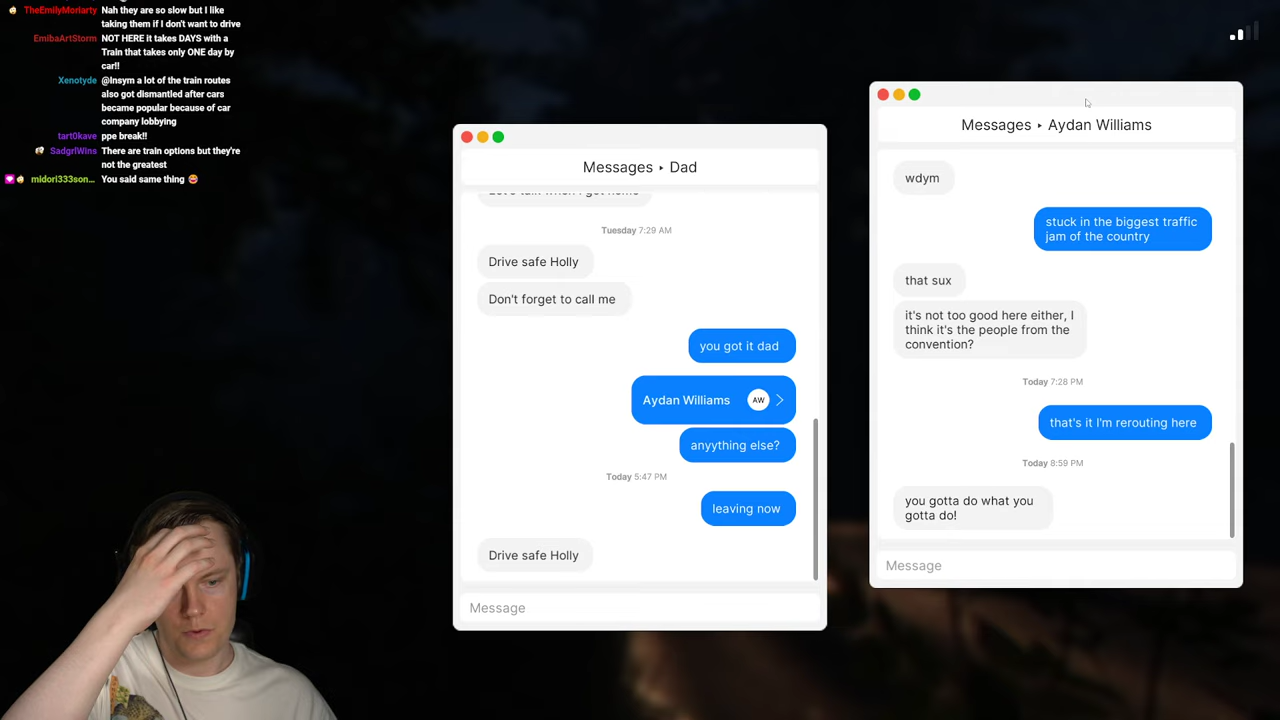 TheEmilyMoriarty Nah they are so slow but I like
taking them if I don't want to drive
EmibaArtStorm NOT HERE it takes DAYS with a
Train that takes only ONE day by
car!!
Xenotyde @Insym a lot of the train routes
also got dismantled after cars
became popular because of car
company lobbying
tart0kave ppe break!!
SadgrlWins There are train options but they're
not the greatest
midori333son... You said same thing
Messages ▸ Dad
Let's talk when I get home
Tuesday 7:29 AM
Drive safe Holly
Don't forget to call me
you got it dad
Aydan Williams AW
anyything else?
Today 5:47 PM
leaving now
Drive safe Holly
Message
Messages ▸ Aydan Williams
wdym
stuck in the biggest traffic
jam of the country
that sux
it's not too good here either, I
think it's the people from the
convention?
Today 7:28 PM
that's it I'm rerouting here
Today 8:59 PM
you gotta do what you
gotta do!
Message